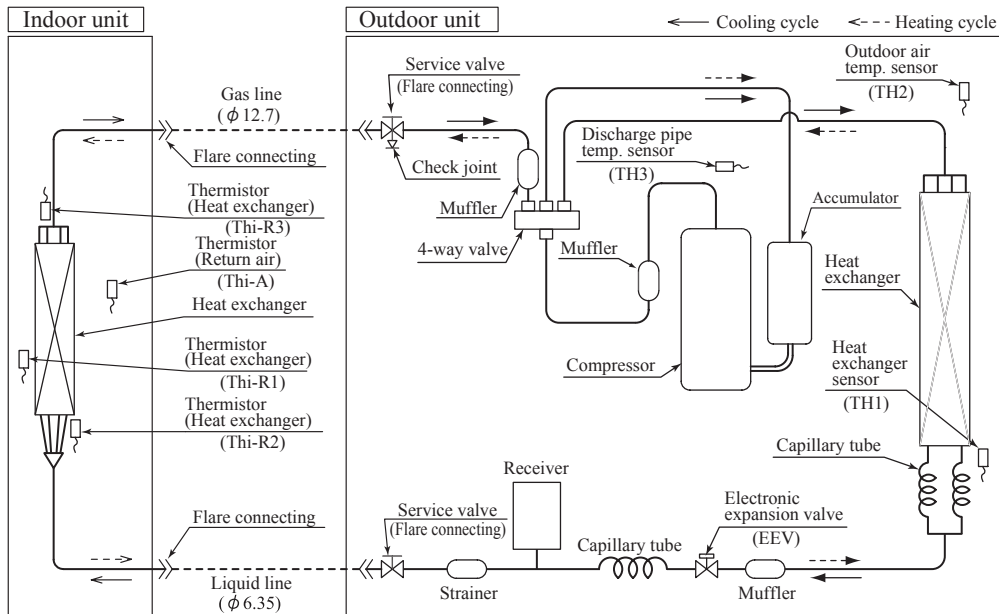 Indoor unit
Outdoor unit
Cooling cycle
Heating cycle
Gas line
(ϕ 12.7)
Flare connecting
Service valve
(Flare connecting)
Check joint
Muffler
4-way valve
Muffler
Discharge pipe
temp. sensor
(TH3)
Outdoor air
temp. sensor
(TH2)
Accumulator
Heat
exchanger
Compressor
Heat
exchanger
sensor
(TH1)
Capillary tube
Thermistor
(Heat exchanger)
(Thi-R3)
Thermistor
(Return air)
(Thi-A)
Heat exchanger
Thermistor
(Heat exchanger)
(Thi-R1)
Thermistor
(Heat exchanger)
(Thi-R2)
Flare connecting
Liquid line
(ϕ 6.35)
Service valve
(Flare connecting)
Strainer
Receiver
Capillary tube
Electronic
expansion valve
(EEV)
Muffler